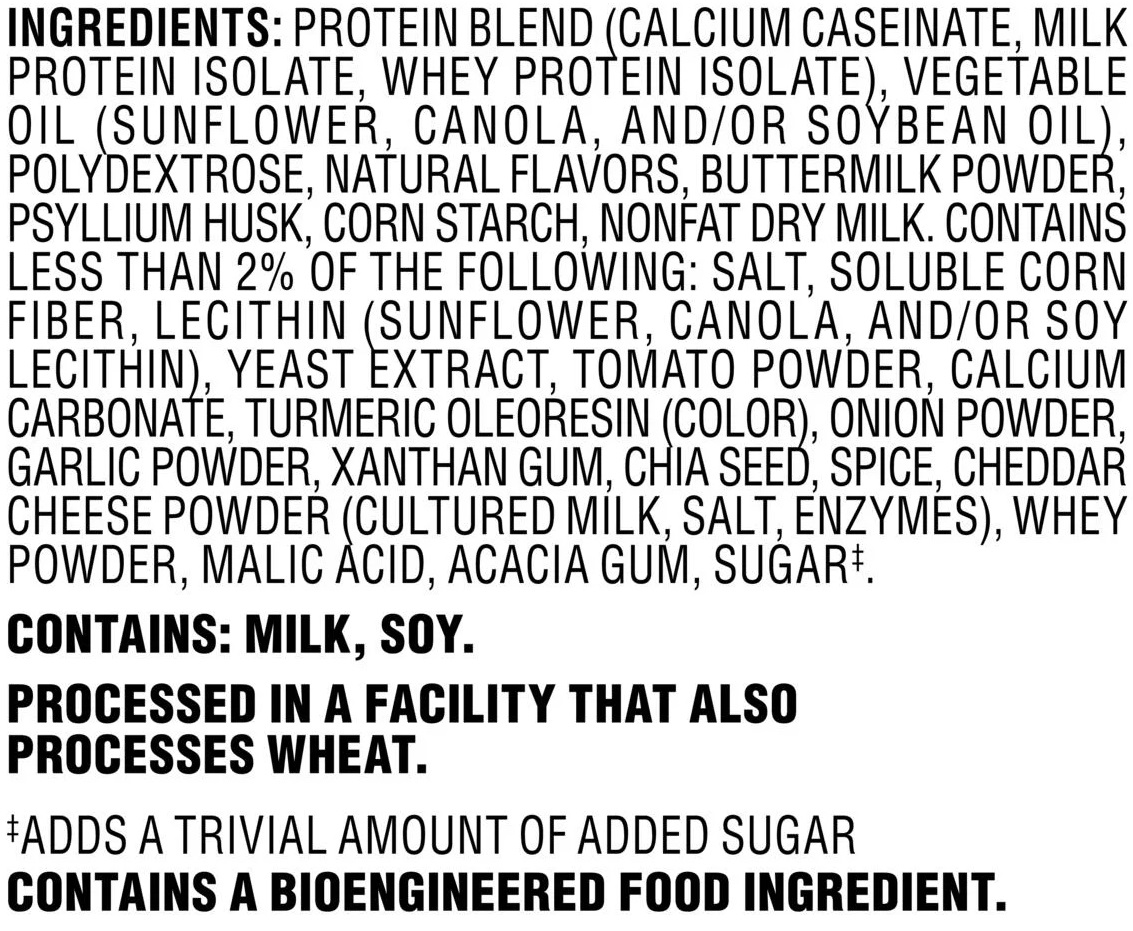 INGREDIENTS: PROTEIN BLEND (CALCIUM CASEINATE, MILK
PROTEIN ISOLATE, WHEY PROTEIN ISOLATE), VEGETABLE
OIL (SUNFLOWER, CANOLA, AND/OR SOYBEAN OIL),
POLYDEXTROSE, NATURAL FLAVORS, BUTTERMILK POWDER,
PSYLLIUM HUSK, CORN STARCH, NONFAT DRY MILK. CONTAINS
LESS THAN 2% OF THE FOLLOWING: SALT, SOLUBLE CORN
FIBER, LECITHIN (SUNFLOWER, CANOLA, AND/OR SOY
LECITHIN), YEAST EXTRACT, TOMATO POWDER, CALCIUM
CARBONATE, TURMERIC OLEORESIN (COLOR), ONION POWDER,
GARLIC POWDER, XANTHAN GUM, CHIA SEED, SPICE, CHEDDAR
CHEESE POWDER (CULTURED MILK, SALT, ENZYMES), WHEY
POWDER, MALIC ACID, ACACIA GUM, SUGAR‡.
CONTAINS: MILK, SOY.
PROCESSED IN A FACILITY THAT ALSO
PROCESSES WHEAT.
‡ADDS A TRIVIAL AMOUNT OF ADDED SUGAR
CONTAINS A BIOENGINEERED FOOD INGREDIENT.